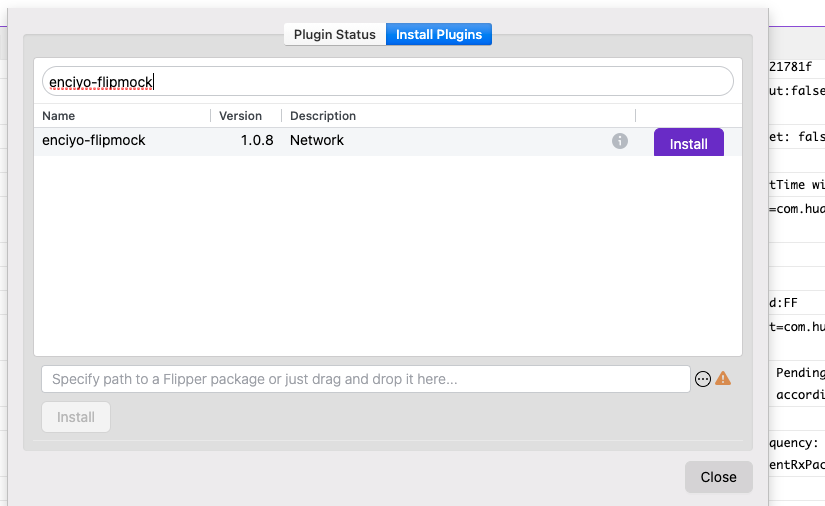 Plugin Status Install Plugins
enciyo-flipmock
Name Version Description
enciyo-flipmock 1.0.8 Network Install
Specify path to a Flipper package or just drag and drop it here...
Install
Close
21781f
ut:false
et: fals
tTime wi
=com.hua
d:FF
t=com.hu
Pending
accordi
quency:
entRxPac